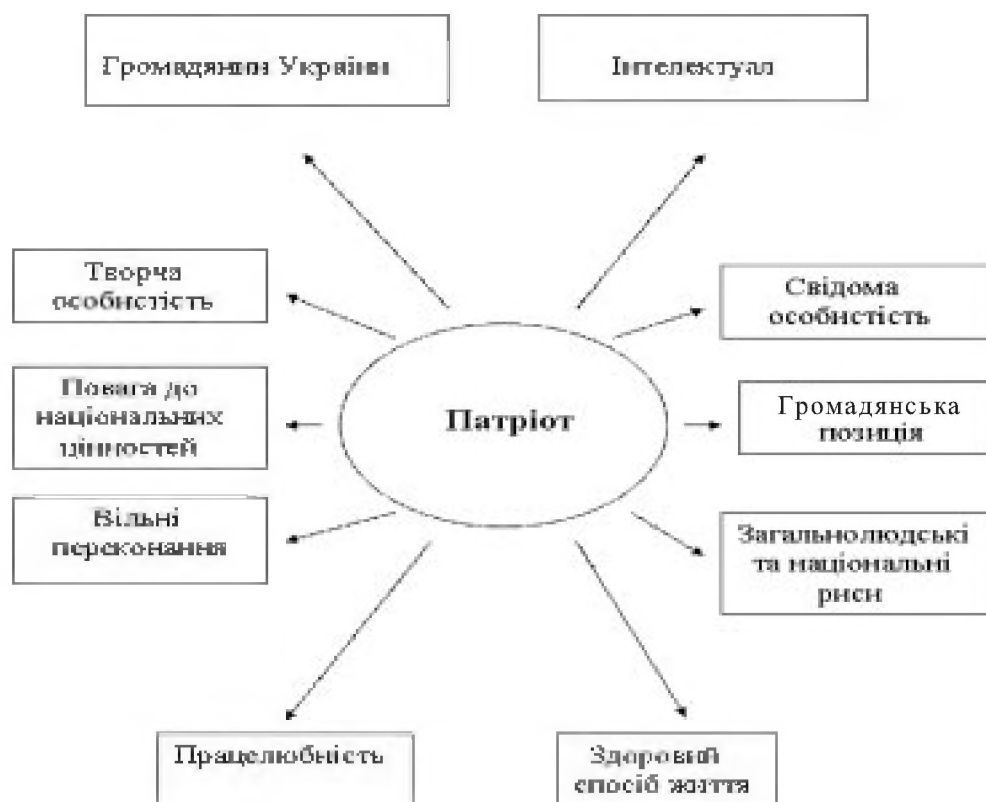 Громадянин України
Інтелектуал
Творча
особистість
Свідома
особистість
Повага до
національних
цінностей
Патріот
Громадянська
позиція
Вільні
переконання
Загальнолюдські
та національні
риси
Працелюбність
Здоровий
спосіб життя